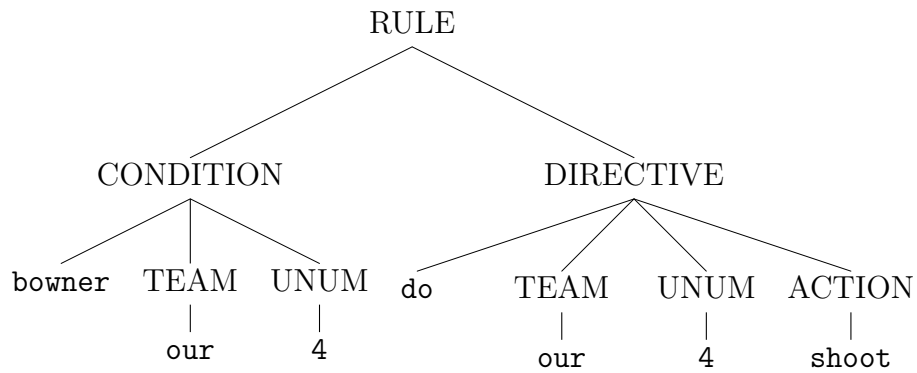 RULE
CONDITION DIRECTIVE
bowner TEAM UNUM do TEAM UNUM ACTION
our 4 our 4 shoot